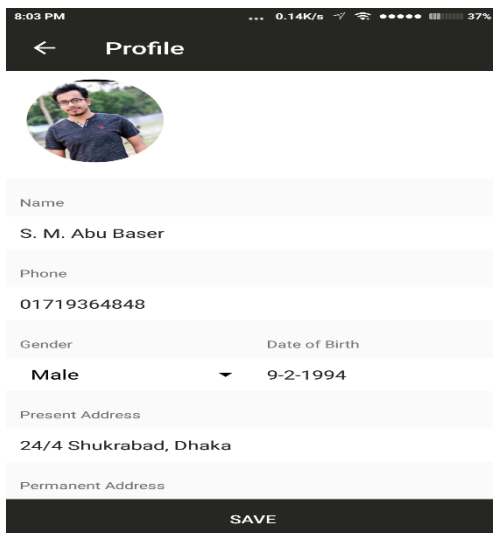 8:03 PM ... 0.14K/s 37%
Profile
Name
S. M. Abu Baser
Phone
01719364848
Gender Date of Birth
Male 9-2-1994
Present Address
24/4 Shukrabad, Dhaka
Permanent Address
SAVE